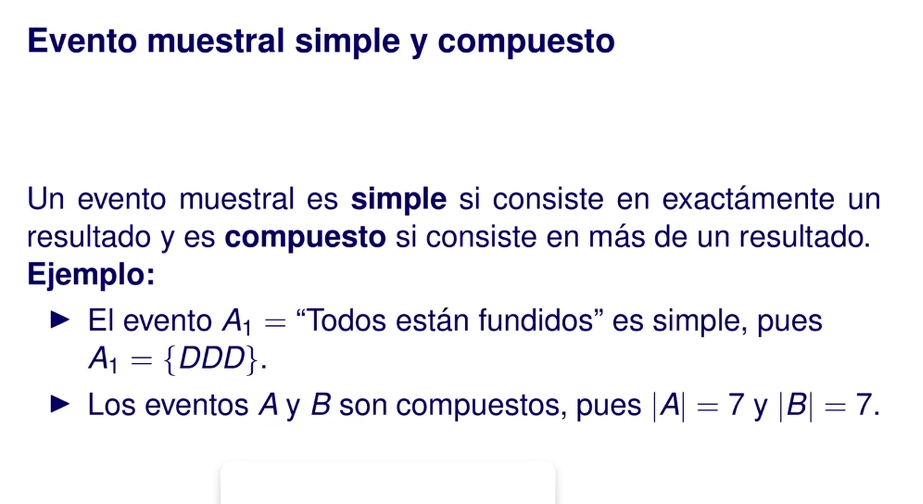 Evento muestral simple y compuesto
Un evento muestral es simple si consiste en exactámente un
resultado y es compuesto si consiste en más de un resultado.
Ejemplo:
▶ El evento A₁ = “Todos están fundidos” es simple, pues
A₁ = {DDD}.
▶ Los eventos A y B son compuestos, pues |A| = 7 y |B| = 7.